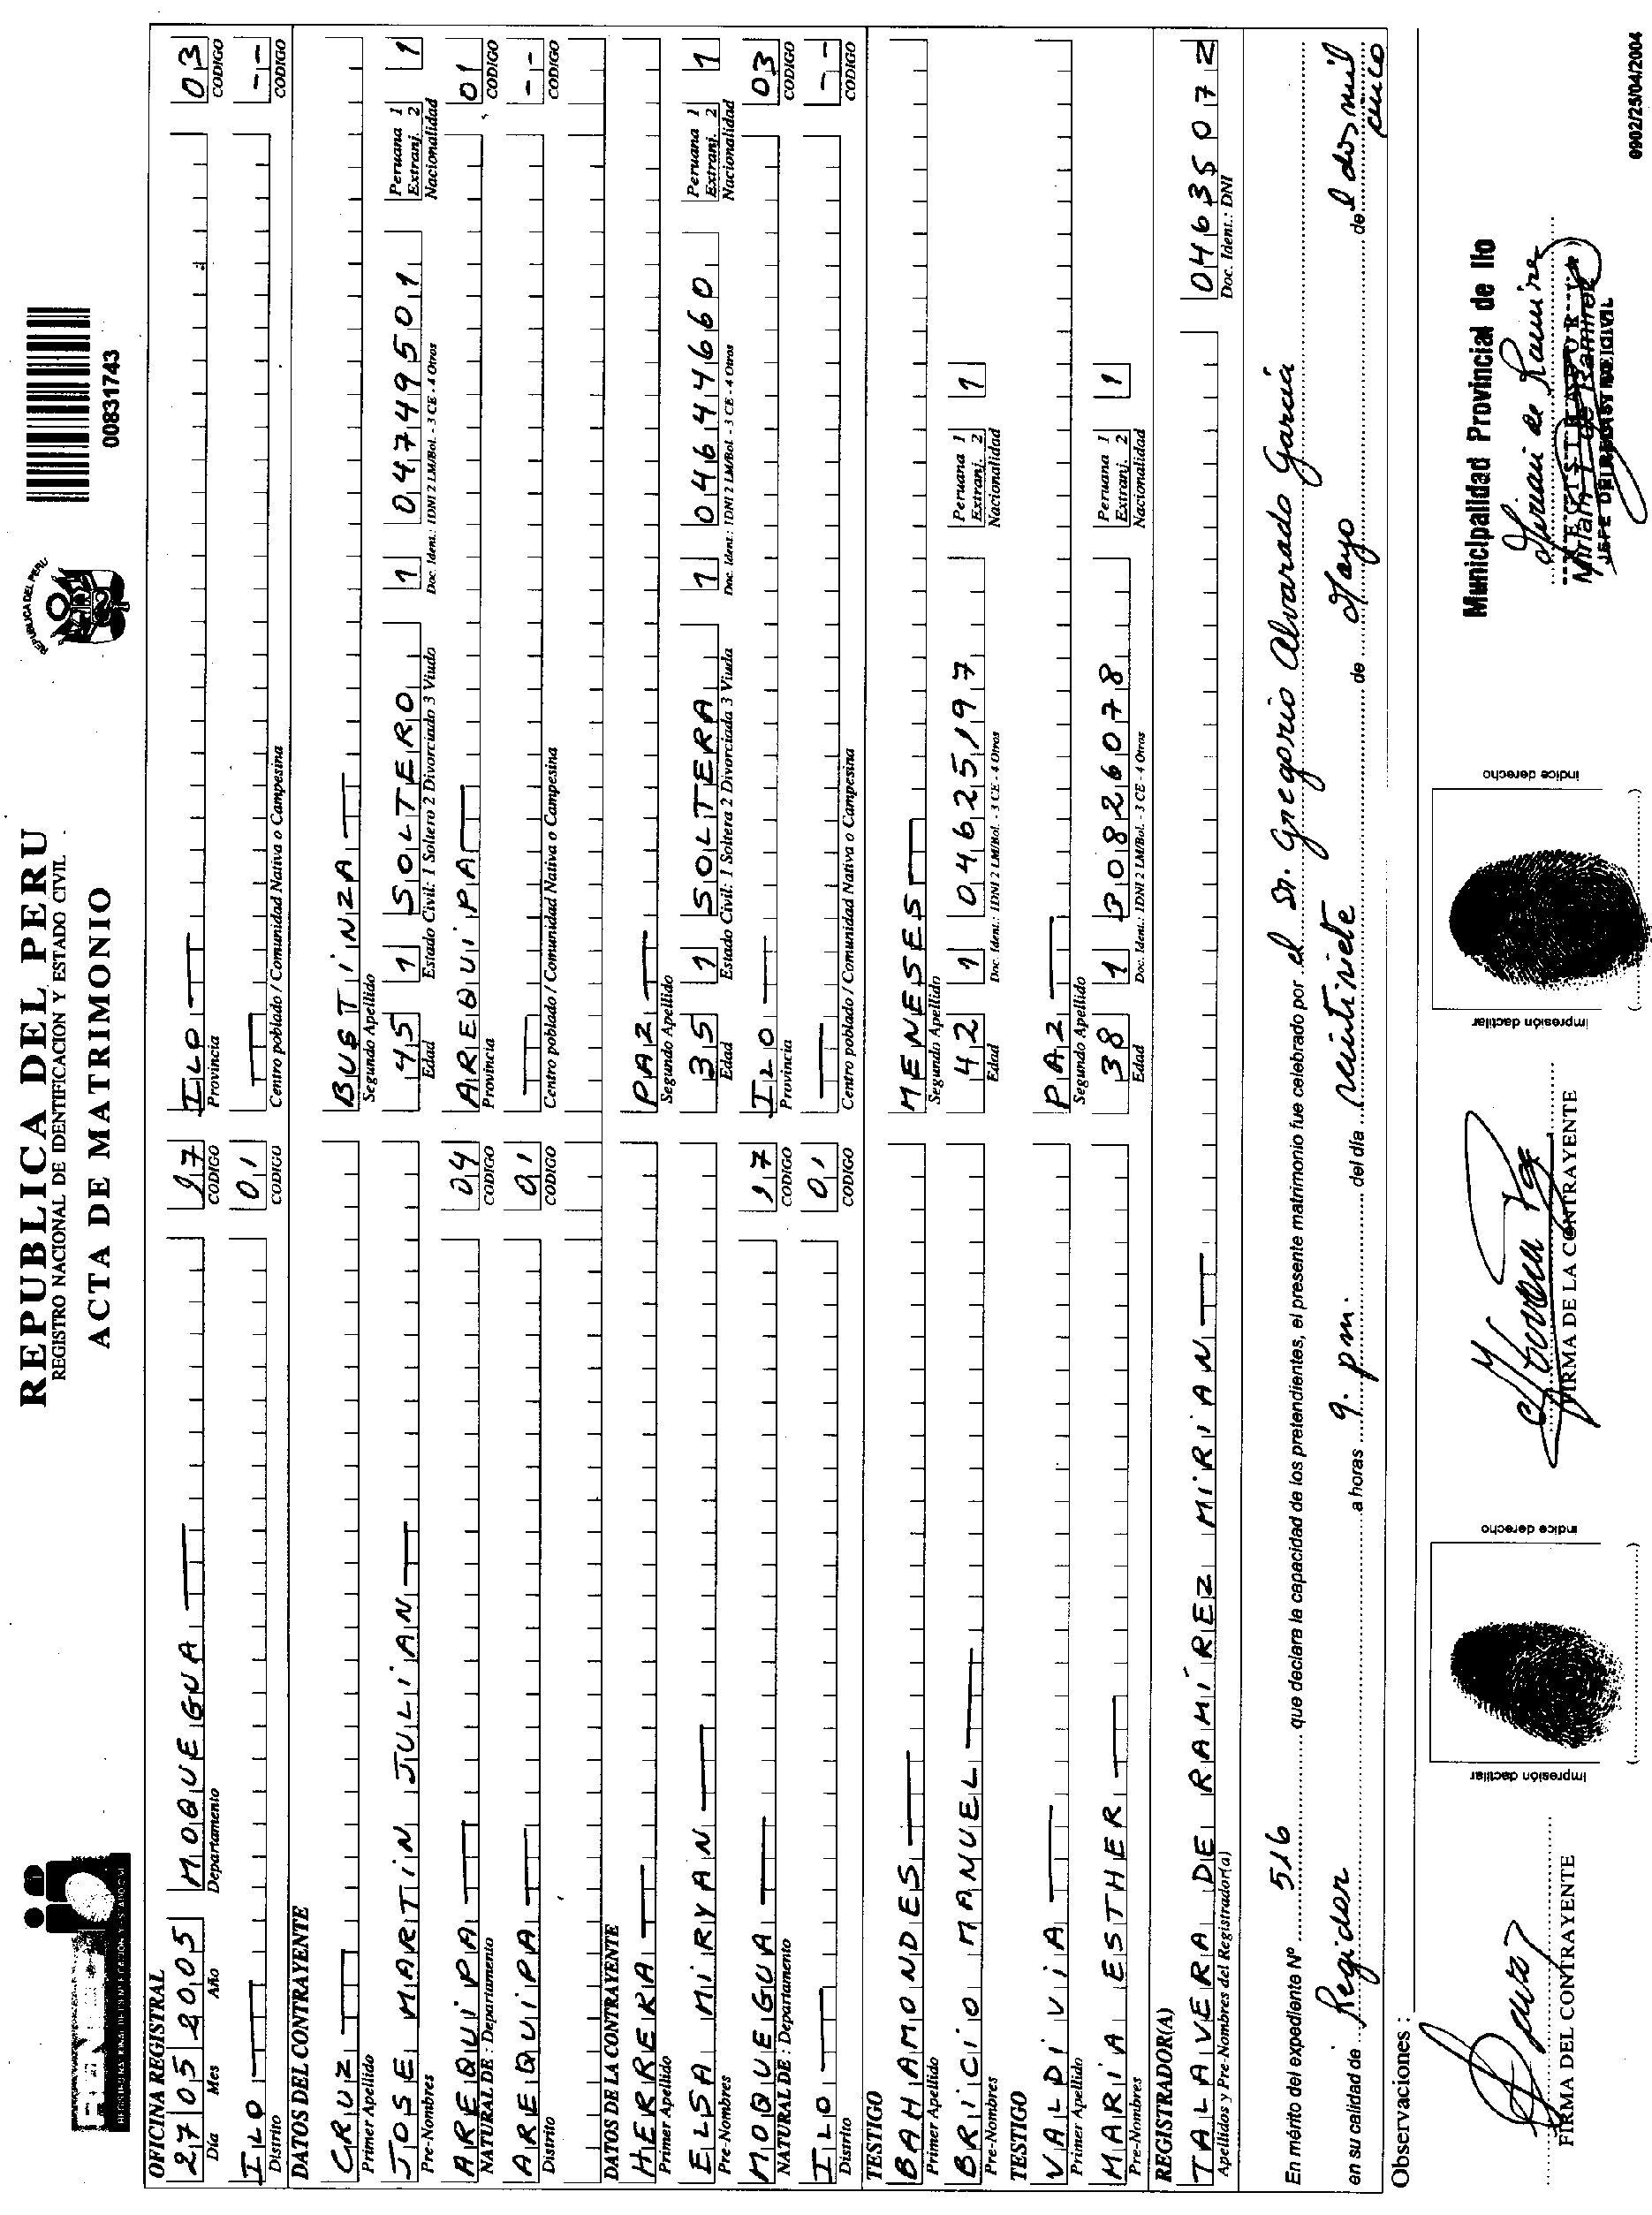 REPUBLICA DEL PERU
REGISTRO NACIONAL DE IDENTIFICACION Y ESTADO CIVIL
ACTA DE MATRIMONIO
REPUBLICA DEL PERU
00831743
OFICINA REGISTRAL
27 05 2005 MOQUEGUA 17 ILO 03
Día Mes Año Departamento CODIGO Provincia CODIGO
ILO 01 --
Distrito CODIGO Centro poblado / Comunidad Nativa o Campesina CODIGO
DATOS DEL CONTRAYENTE
CRUZ BUSTINZA
Primer Apellido Segundo Apellido
JOSE MARTIN JULIAN 45 1 SOLTERO 1 04749501 Peruana 1 Extranj. 2 1
Pre-Nombres Edad Estado Civil: 1 Soltero 2 Divorciado 3 Viudo Doc. Ident.: 1DNI 2 LM/Bol. - 3 CE - 4 Otros Nacionalidad
AREQUIPA 04 AREQUIPA 01
NATURAL DE : Departamento CODIGO Provincia CODIGO
AREQUIPA 01 --
Distrito CODIGO Centro poblado / Comunidad Nativa o Campesina CODIGO
DATOS DE LA CONTRAYENTE
HERRERA PAZ
Primer Apellido Segundo Apellido
ELSA MIRYAN 35 1 SOLTERA 1 04644660 Peruana 1 Extranj. 2 1
Pre-Nombres Edad Estado Civil: 1 Soltera 2 Divorciada 3 Viuda Doc. Ident.: 1DNI 2 LM/Bol. - 3 CE - 4 Otros Nacionalidad
MOQUEGUA 17 ILO 03
NATURAL DE : Departamento CODIGO Provincia CODIGO
ILO 01 --
Distrito CODIGO Centro poblado / Comunidad Nativa o Campesina CODIGO
TESTIGO
BAHAMONDES MENESES
Primer Apellido Segundo Apellido
BRICIO MANUEL 42 1 04625197 Peruana 1 Extranj. 2 1
Pre-Nombres Edad Doc. Ident.: 1DNI 2 LM/Bol. - 3 CE - 4 Otros Nacionalidad
TESTIGO
VALDIVIA PAZ
Primer Apellido Segundo Apellido
MARIA ESTHER 38 1 30826078 Peruana 1 Extranj. 2 1
Pre-Nombres Edad Doc. Ident.: 1DNI 2 LM/Bol. - 3 CE - 4 Otros Nacionalidad
REGISTRADOR(A)
TALAVERA DE RAMIREZ MIRIAN 04635072
Apellidos y Pre-Nombres del Registrador(a) Doc. Ident.: DNI
En mérito del expediente Nº 516 que declara la capacidad de los pretendientes, el presente matrimonio fue celebrado por el Sr. Gregorio Alvarado García
en su calidad de Regidor a horas 9. pm. del día veintisiete de Mayo del dos mil cinco
Observaciones :
Municipalidad Provincial de Ilo
Mirian de Ramirez
REGISTRADOR
Mirian T. de Ramirez
JEFE DEL REGISTRO CIVIL
FIRMA DEL CONTRAYENTE
impresión dactilar
índice derecho
Herrera Paz
FIRMA DE LA CONTRAYENTE
impresión dactilar
índice derecho
0902/25/04/2004